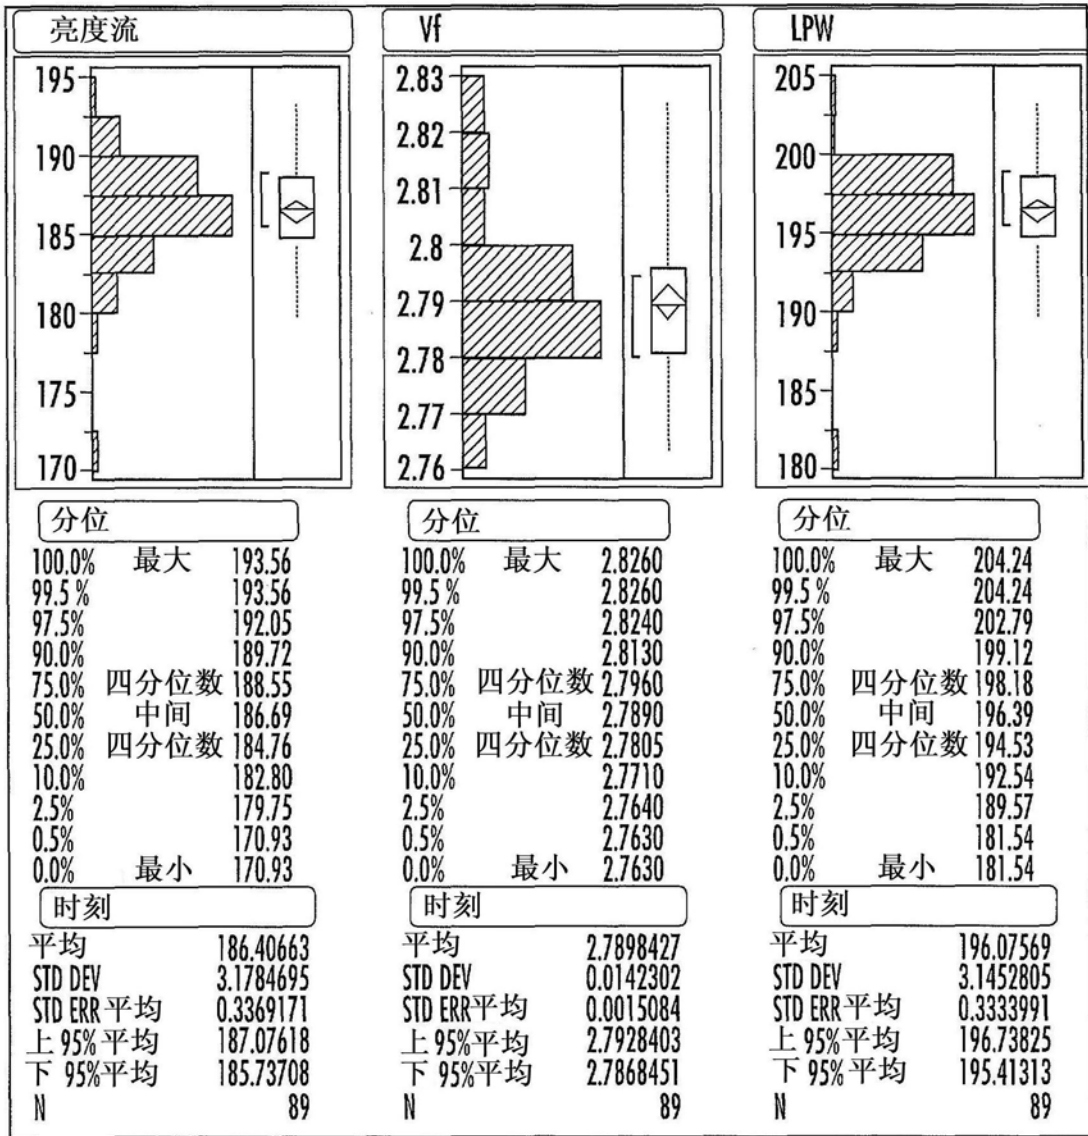 亮度流
195
190
185
180
175
170
分位
100.0% 最大 193.56
99.5 % 193.56
97.5% 192.05
90.0% 189.72
75.0% 四分位数 188.55
50.0% 中间 186.69
25.0% 四分位数 184.76
10.0% 182.80
2.5% 179.75
0.5% 170.93
0.0% 最小 170.93
时刻
平均 186.40663
STD DEV 3.1784695
STD ERR平均 0.3369171
上 95%平均 187.07618
下 95%平均 185.73708
N 89
Vf
2.83
2.82
2.81
2.8
2.79
2.78
2.77
2.76
分位
100.0% 最大 2.8260
99.5 % 2.8260
97.5% 2.8240
90.0% 2.8130
75.0% 四分位数 2.7960
50.0% 中间 2.7890
25.0% 四分位数 2.7805
10.0% 2.7710
2.5% 2.7640
0.5% 2.7630
0.0% 最小 2.7630
时刻
平均 2.7898427
STD DEV 0.0142302
STD ERR平均 0.0015084
上 95%平均 2.7928403
下 95%平均 2.7868451
N 89
LPW
205
200
195
190
185
180
分位
100.0% 最大 204.24
99.5 % 204.24
97.5% 202.79
90.0% 199.12
75.0% 四分位数 198.18
50.0% 中间 196.39
25.0% 四分位数 194.53
10.0% 192.54
2.5% 189.57
0.5% 181.54
0.0% 最小 181.54
时刻
平均 196.07569
STD DEV 3.1452805
STD ERR平均 0.3333991
上 95%平均 196.73825
下 95%平均 195.41313
N 89